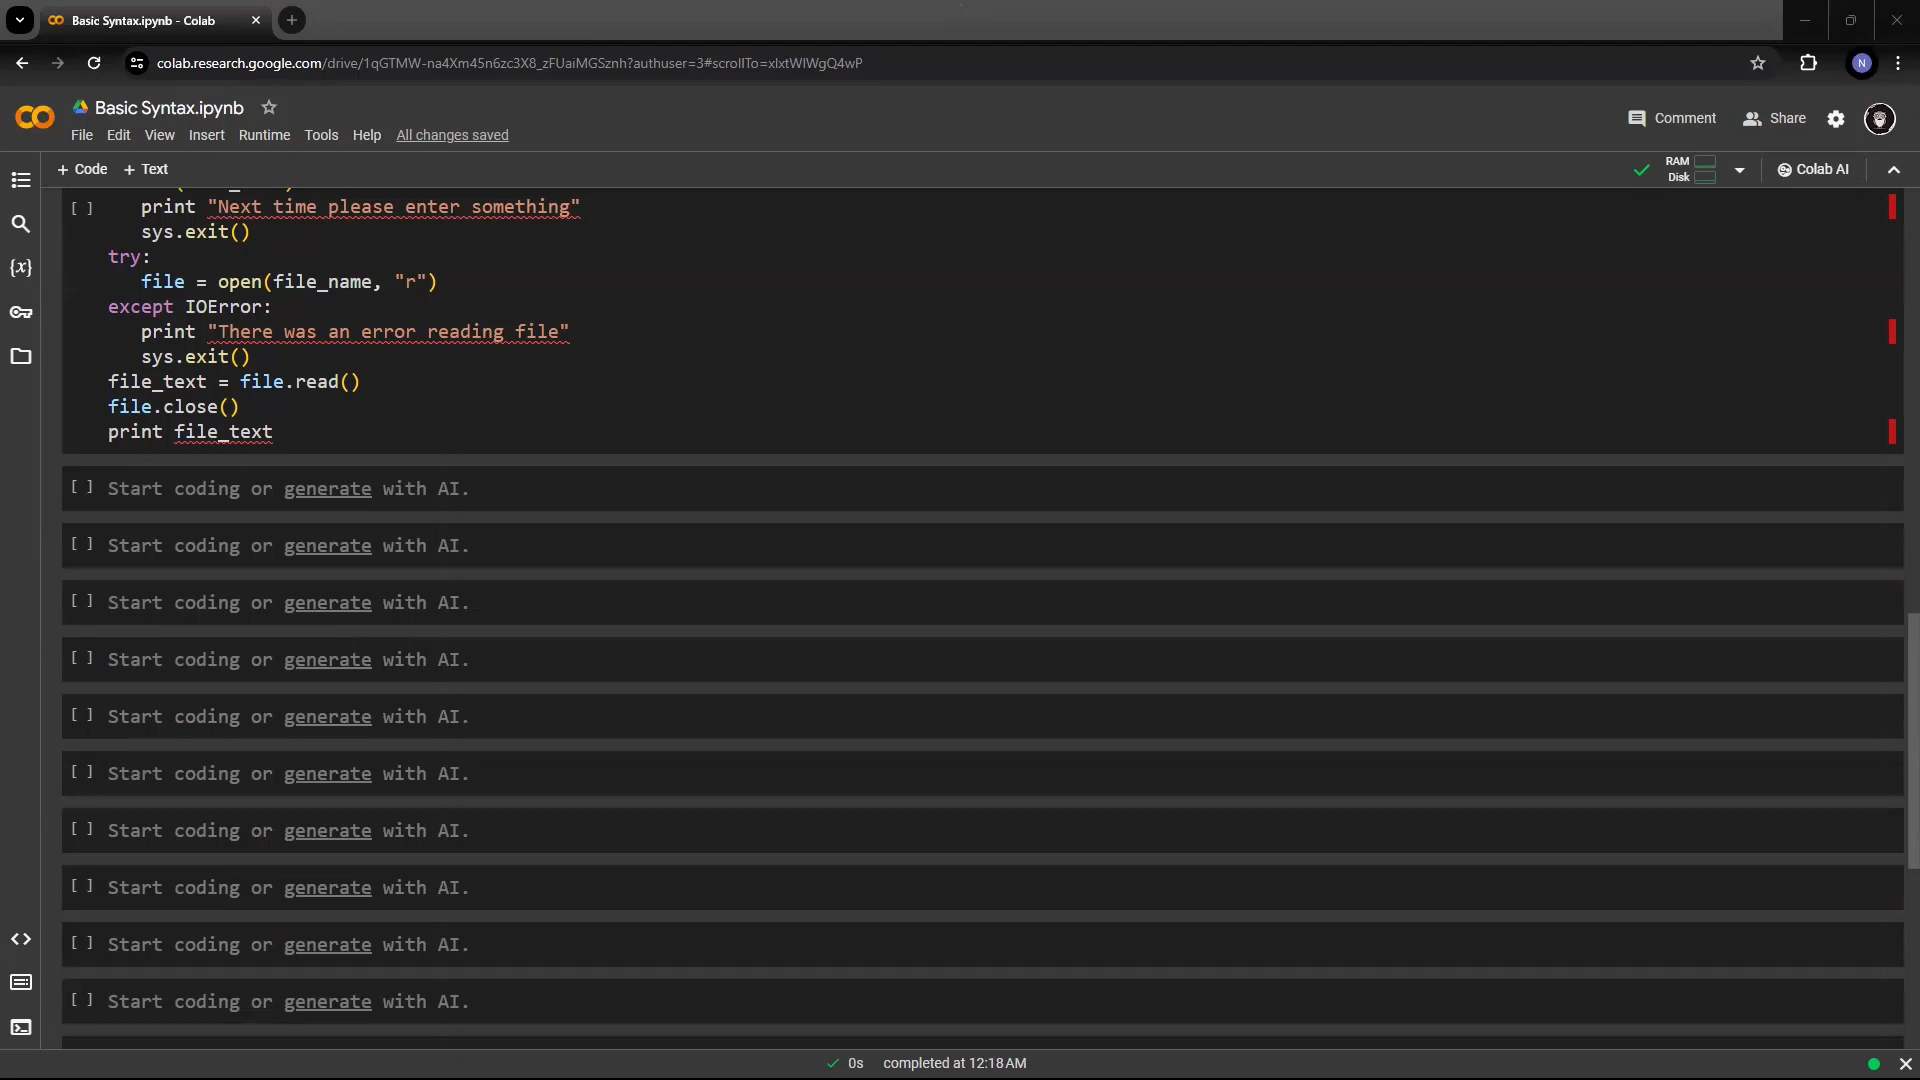 Basic Syntax.ipynb - Colab
colab.research.google.com/drive/1qGTMW-na4Xm45n6zc3X8_zFUaiMGSznh?authuser=3#scrollTo=xlxtWlWgQ4wP
N
Basic Syntax.ipynb
Comment
Share
File Edit View Insert Runtime Tools Help All changes saved
+ Code + Text
RAM
Disk
Colab AI
[ ] print "Next time please enter something"
sys.exit()
try:
file = open(file_name, "r")
except IOError:
print "There was an error reading file"
sys.exit()
file_text = file.read()
file.close()
print file_text
[ ] Start coding or generate with AI.
[ ] Start coding or generate with AI.
[ ] Start coding or generate with AI.
[ ] Start coding or generate with AI.
[ ] Start coding or generate with AI.
[ ] Start coding or generate with AI.
[ ] Start coding or generate with AI.
[ ] Start coding or generate with AI.
[ ] Start coding or generate with AI.
[ ] Start coding or generate with AI.
0s completed at 12:18 AM